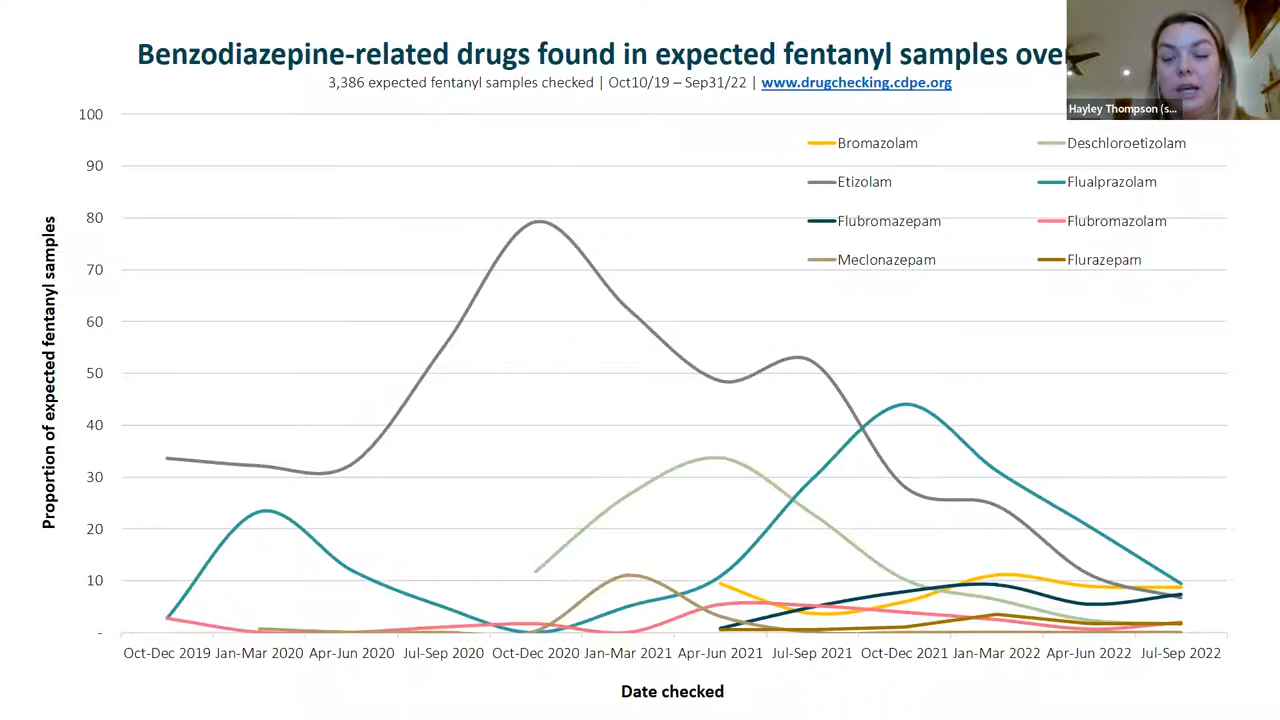 Benzodiazepine-related drugs found in expected fentanyl samples ove
3,386 expected fentanyl samples checked | Oct10/19 – Sep31/22 | www.drugchecking.cdpe.org
Hayley Thompson (s...
100
90
80
70
60
50
40
30
20
10
-
Proportion of expected fentanyl samples
Bromazolam
Deschloroetizolam
Etizolam
Flualprazolam
Flubromazepam
Flubromazolam
Meclonazepam
Flurazepam
Oct-Dec 2019 Jan-Mar 2020 Apr-Jun 2020 Jul-Sep 2020 Oct-Dec 2020 Jan-Mar 2021 Apr-Jun 2021 Jul-Sep 2021 Oct-Dec 2021 Jan-Mar 2022 Apr-Jun 2022 Jul-Sep 2022
Date checked